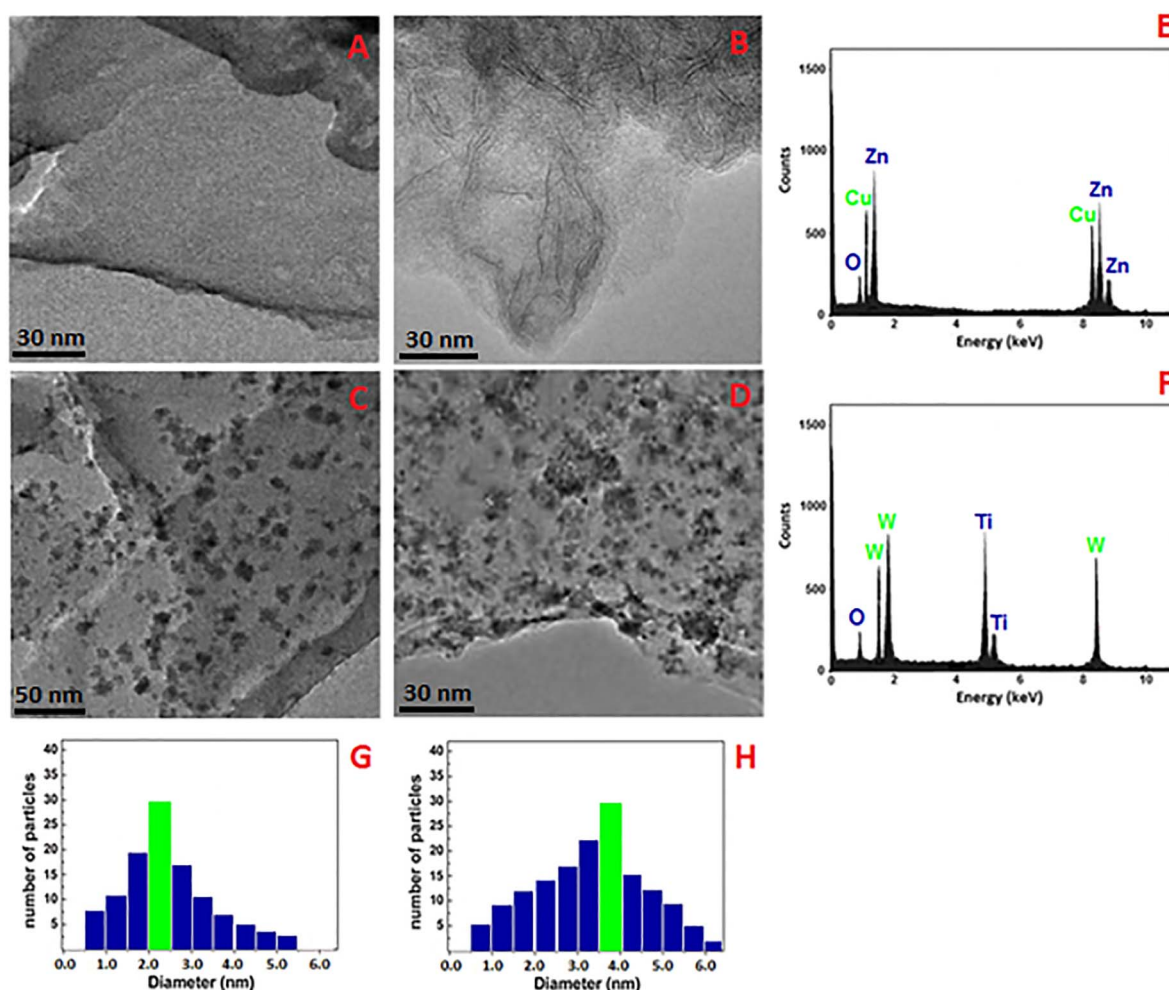 A
30 nm
B
30 nm
E
1500
1000
500
0
Counts
O
Cu
Zn
Cu
Zn
Zn
0
2
4
6
8
10
Energy (keV)
C
50 nm
D
30 nm
F
1500
1000
500
0
Counts
O
W
W
Ti
Ti
W
0
2
4
6
8
10
Energy (keV)
G
number of particles
40
35
30
25
20
15
10
5
0.0 1.0 2.0 3.0 4.0 5.0 6.0
Diameter (nm)
H
number of particles
40
35
30
25
20
15
10
5
0.0 1.0 2.0 3.0 4.0 5.0 6.0
Diameter (nm)